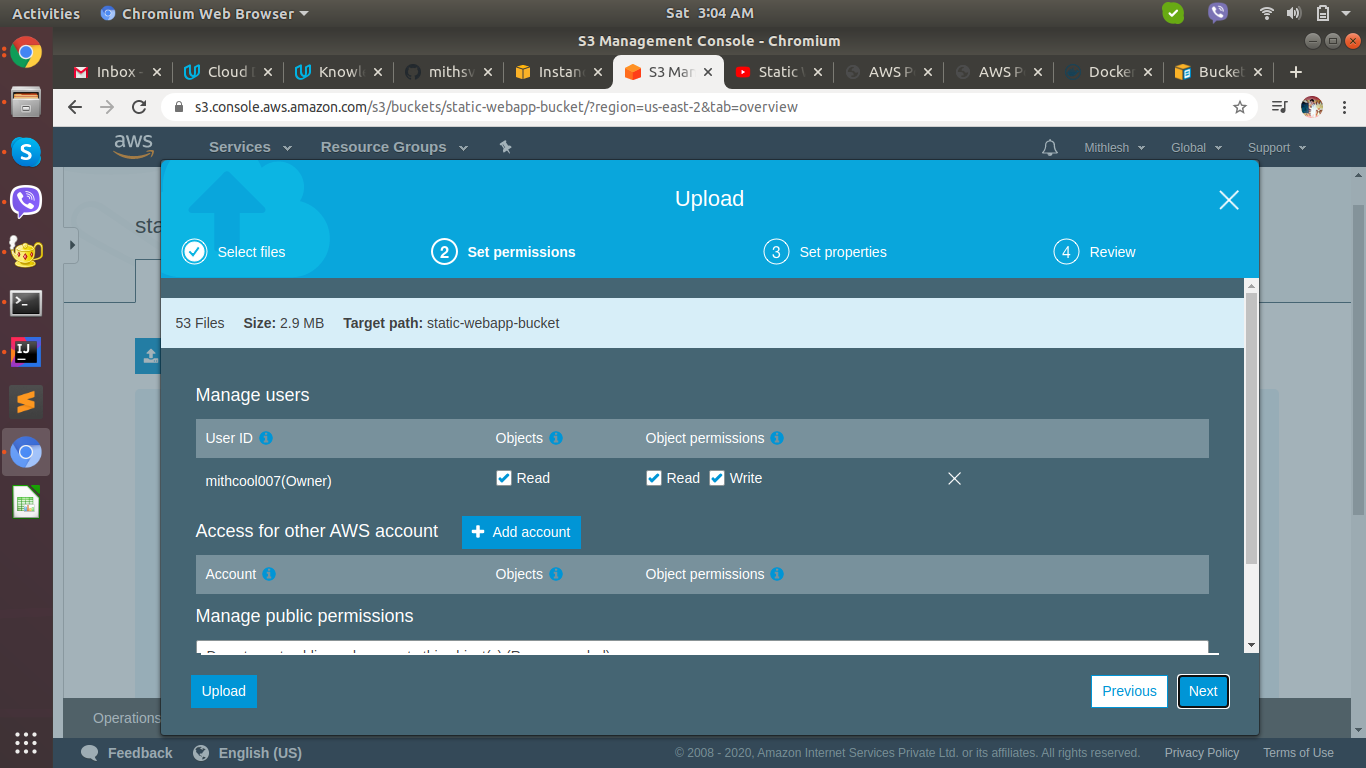 Activities Chromium Web Browser Sat 3:04 AM
S3 Management Console - Chromium
Inbox - Cloud D Knowl mithsv Instan S3 Mar Static W AWS P AWS P Docker Bucket
s3.console.aws.amazon.com/s3/buckets/static-webapp-bucket/?region=us-east-2&tab=overview
aws Services Resource Groups Mithlesh Global Support
Upload
sta
Select files 2 Set permissions 3 Set properties 4 Review
53 Files Size: 2.9 MB Target path: static-webapp-bucket
Manage users
User ID Objects Object permissions
mithcool007(Owner) Read Read Write
Access for other AWS account Add account
Account Objects Object permissions
Manage public permissions
Upload Previous Next
Operations
Feedback English (US) © 2008 - 2020, Amazon Internet Services Private Ltd. or its affiliates. All rights reserved. Privacy Policy Terms of Use